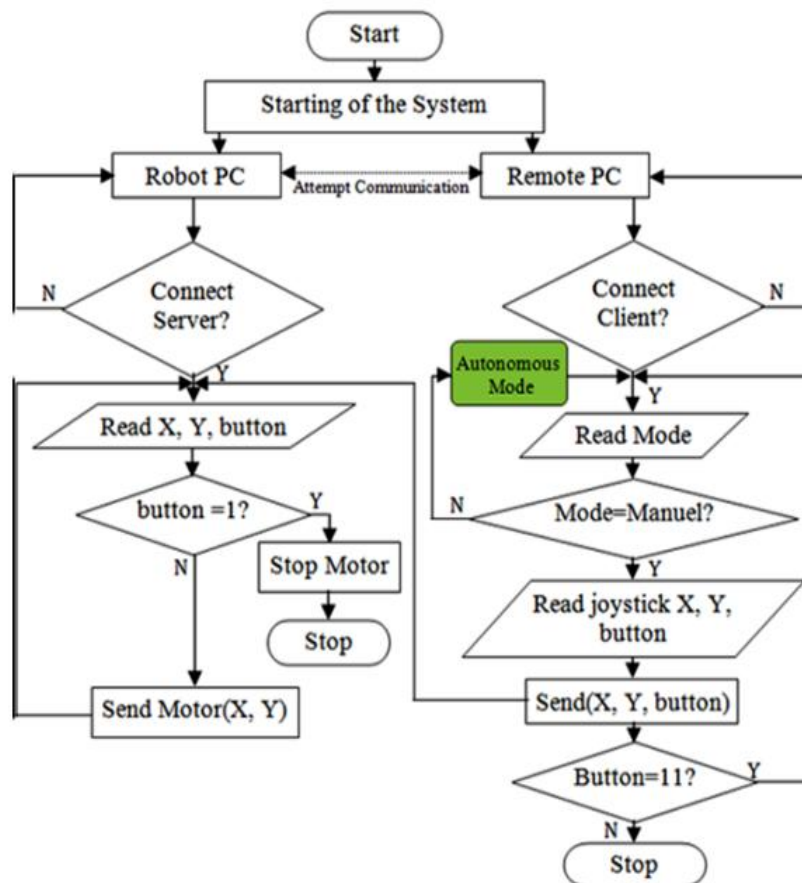 Start
Starting of the System
Robot PC
Attempt Communication
Remote PC
N
Connect
Server?
Y
Connect
Client?
N
Y
Autonomous
Mode
Read X, Y, button
Read Mode
button =1?
Y
N
Mode=Manuel?
N
Y
Stop Motor
Stop
Read joystick X, Y,
button
Send Motor(X, Y)
Send(X, Y, button)
Button=11?
Y
N
Stop